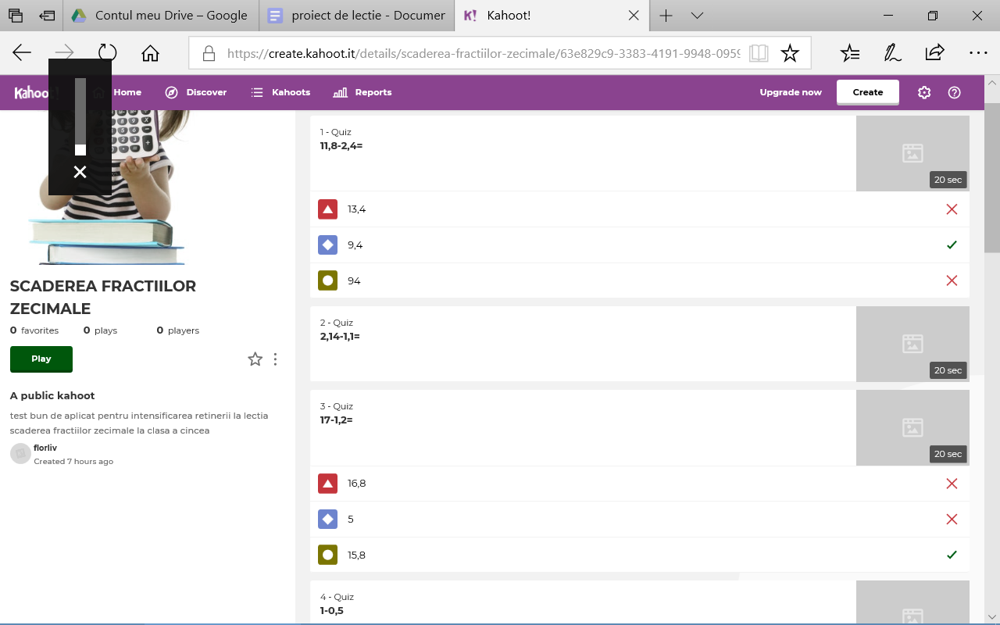 Contul meu Drive – Google
proiect de lectie - Documer
K! Kahoot!
https://create.kahoot.it/details/scaderea-fractiilor-zecimale/63e829c9-3383-4191-9948-0959
Kahoot!
Home
Discover
Kahoots
Reports
Upgrade now
Create
SCADEREA FRACTIILOR
ZECIMALE
0 favorites
0 plays
0 players
Play
A public kahoot
test bun de aplicat pentru intensificarea retinerii la lectia
scaderea fractiilor zecimale la clasa a cincea
florliv
Created 7 hours ago
1 - Quiz
11,8-2,4=
20 sec
13,4
9,4
94
2 - Quiz
2,14-1,1=
20 sec
3 - Quiz
17-1,2=
20 sec
16,8
5
15,8
4 - Quiz
1-0,5